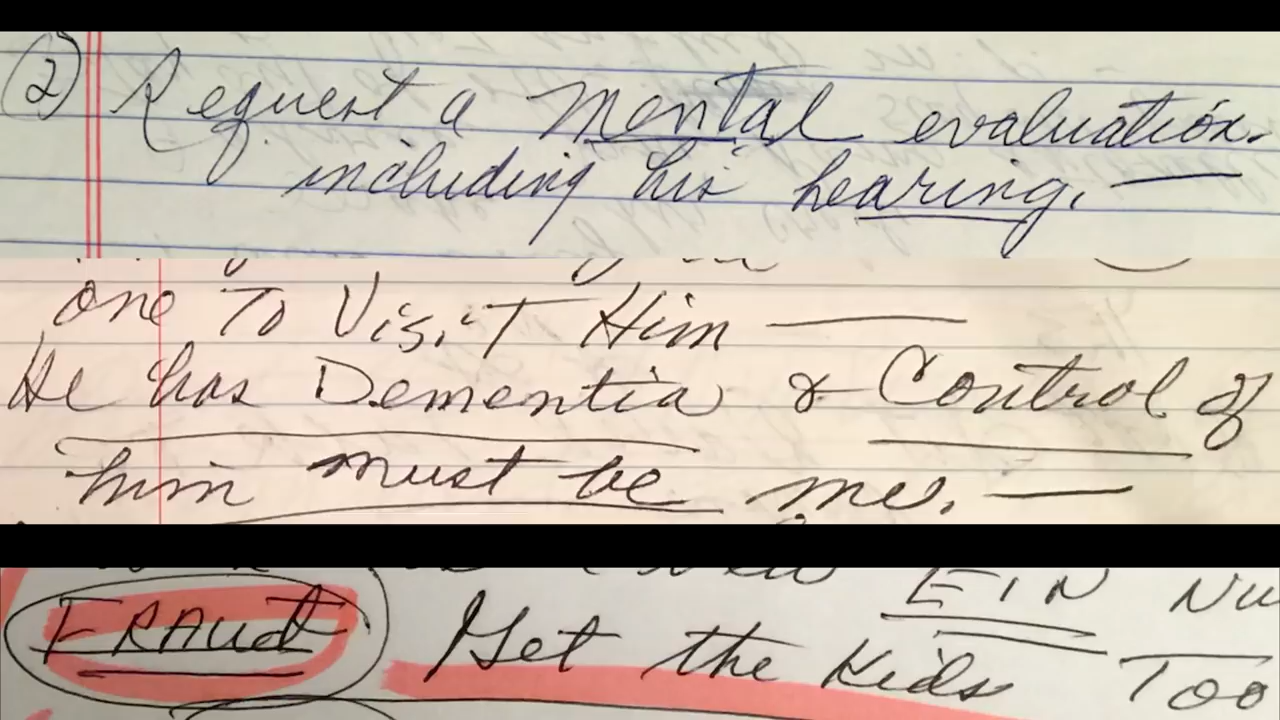 (2) Request a mental evaluation.
including his hearing. —
one To Visit Him —
He has Dementia & Control of
him must be me. —
EIN Nu
FRAUD Get the Kids Too